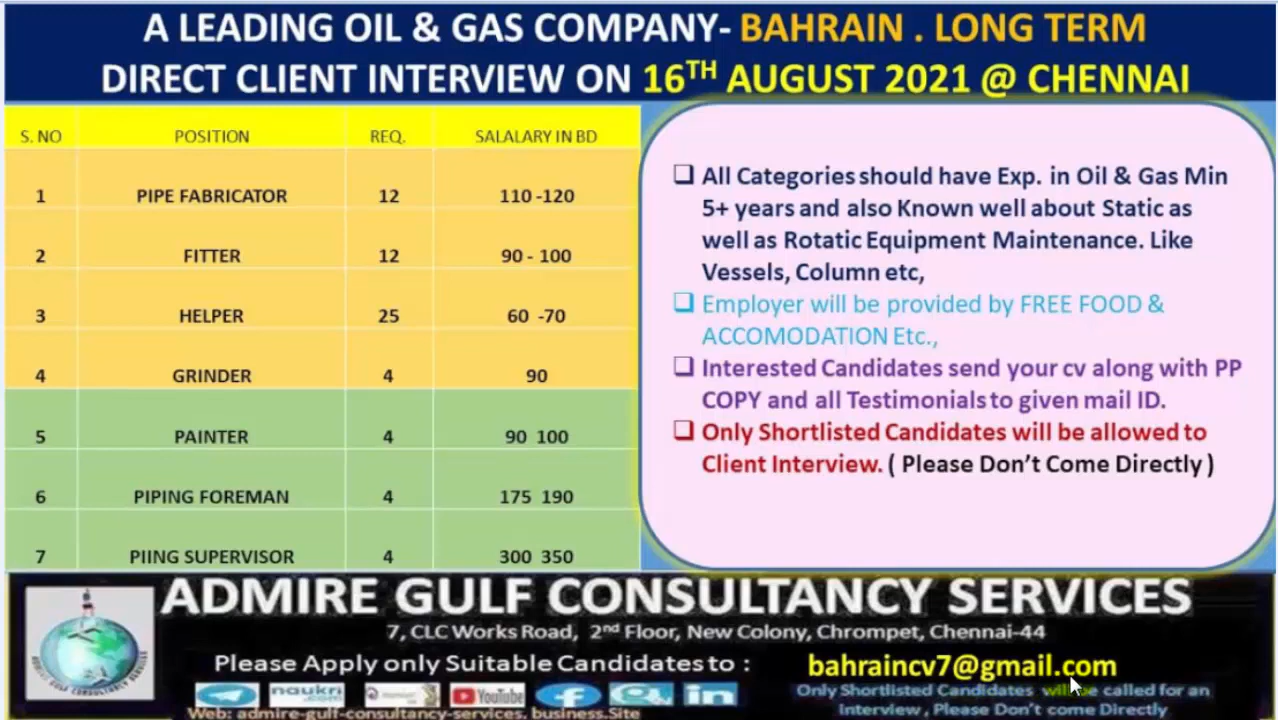 A LEADING OIL & GAS COMPANY- BAHRAIN . LONG TERM
DIRECT CLIENT INTERVIEW ON 16TH AUGUST 2021 @ CHENNAI
S. NO POSITION REQ. SALALARY IN BD
1 PIPE FABRICATOR 12 110 -120
2 FITTER 12 90 - 100
3 HELPER 25 60 -70
4 GRINDER 4 90
5 PAINTER 4 90 100
6 PIPING FOREMAN 4 175 190
7 PIING SUPERVISOR 4 300 350
❑ All Categories should have Exp. in Oil & Gas Min
5+ years and also Known well about Static as
well as Rotatic Equipment Maintenance. Like
Vessels, Column etc,
❑ Employer will be provided by FREE FOOD &
ACCOMODATION Etc.,
❑ Interested Candidates send your cv along with PP
COPY and all Testimonials to given mail ID.
❑ Only Shortlisted Candidates will be allowed to
Client Interview. ( Please Don’t Come Directly )
ADMIRE GULF CONSULTANCY SERVICES
7, CLC Works Road, 2nd Floor, New Colony, Chrompet, Chennai-44
Please Apply only Suitable Candidates to : bahraincv7@gmail.com
naukri.com YouTube
Only Shortlisted Candidates will be called for an
Interview , Please Don't come Directly
Web: admire-gulf-consultancy-services. business.Site